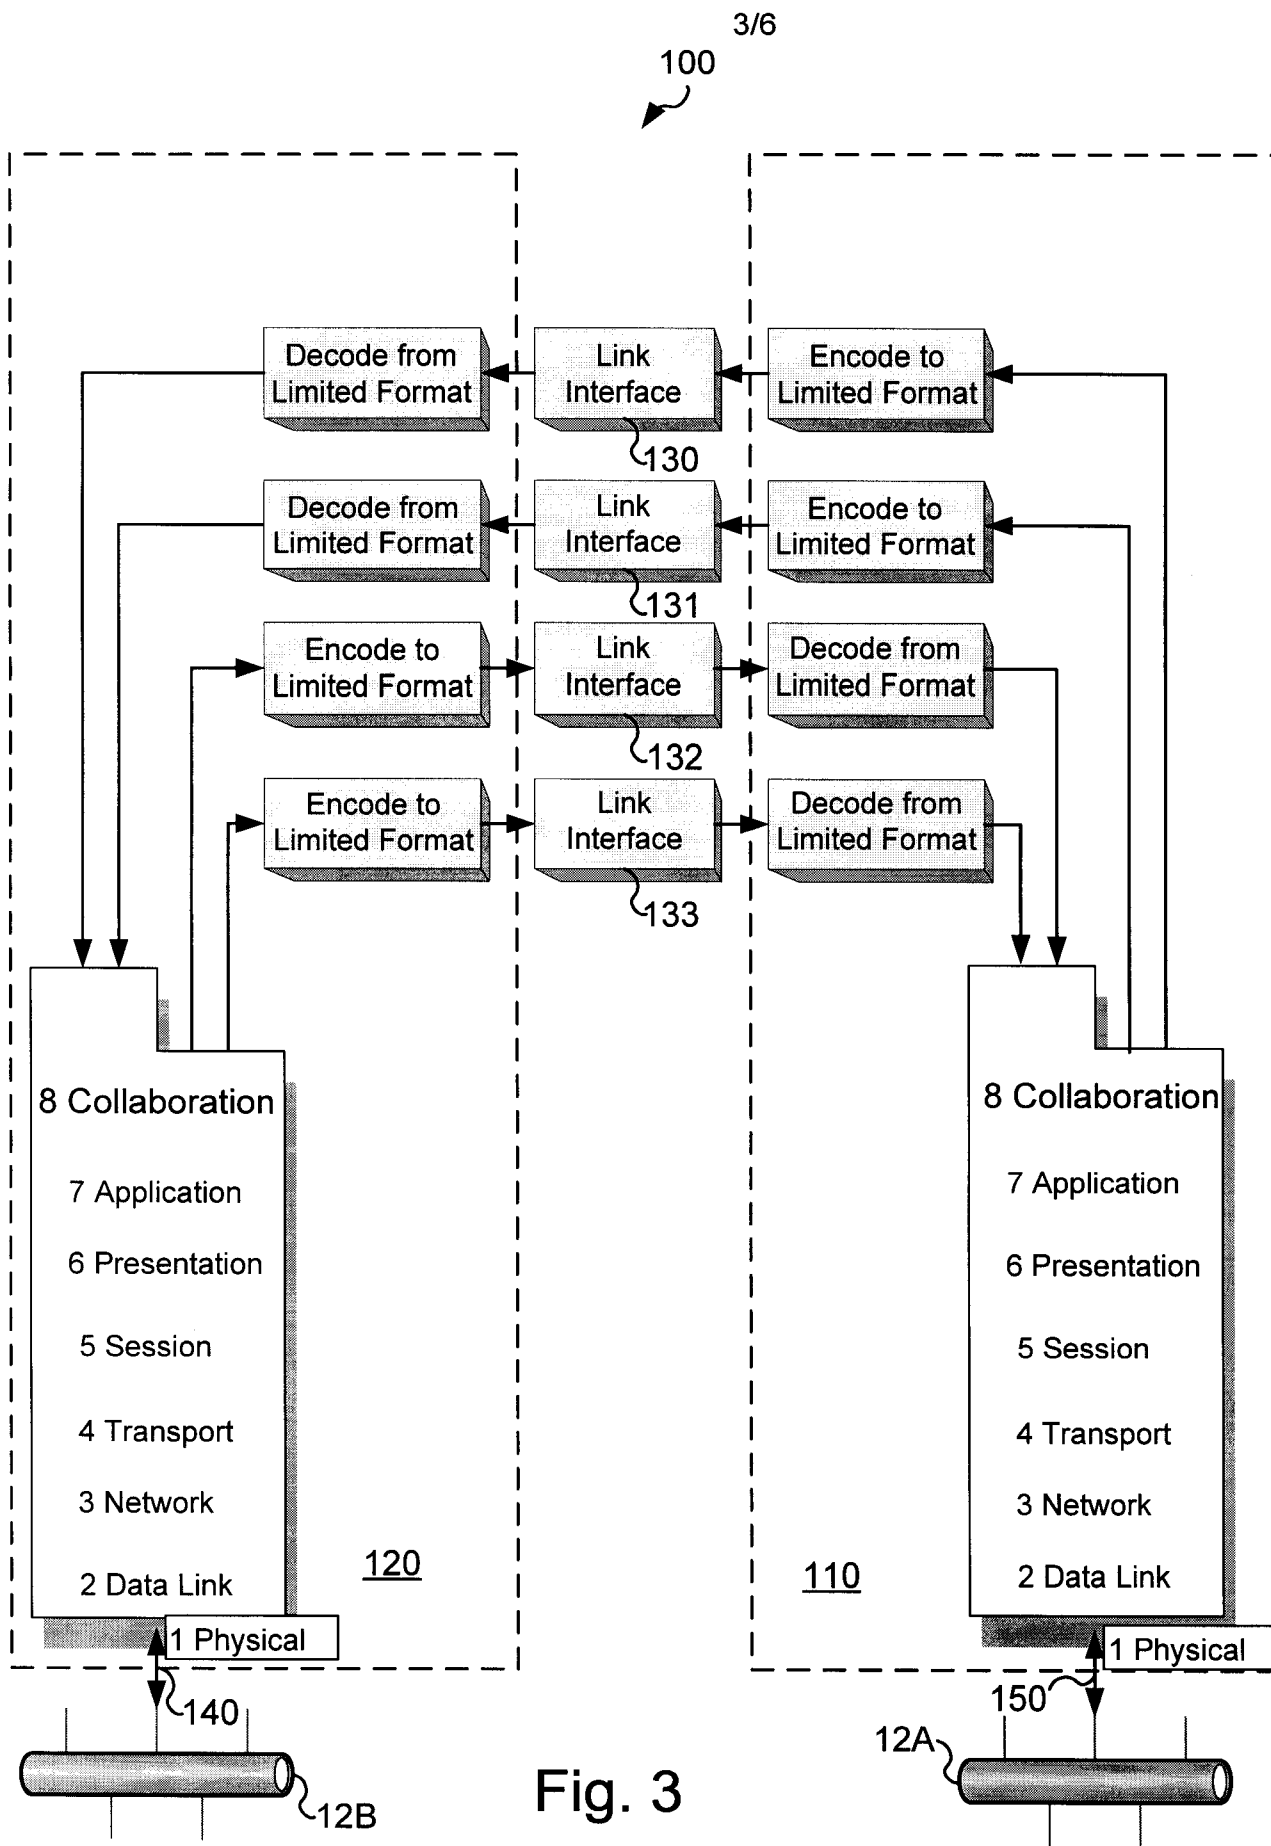 3/6
100
Decode from
Limited Format
Link
Interface
Encode to
Limited Format
130
Decode from
Limited Format
Link
Interface
Encode to
Limited Format
131
Encode to
Limited Format
Link
Interface
Decode from
Limited Format
132
Encode to
Limited Format
Link
Interface
Decode from
Limited Format
133
8 Collaboration
7 Application
6 Presentation
5 Session
4 Transport
3 Network
2 Data Link
1 Physical
120
140
12B
8 Collaboration
7 Application
6 Presentation
5 Session
4 Transport
3 Network
2 Data Link
1 Physical
110
150
12A
Fig. 3